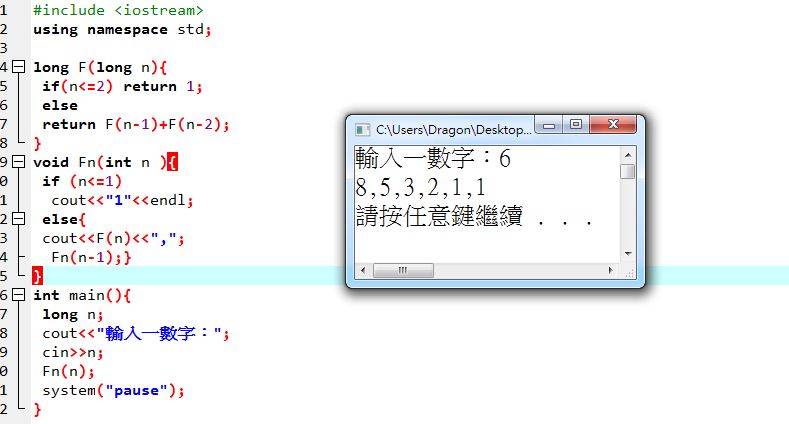 1 #include <iostream>
2 using namespace std;
3
4 long F(long n){
5 if(n<=2) return 1;
6 else
7 return F(n-1)+F(n-2);
8 }
9 void Fn(int n ){
0 if (n<=1)
1 cout<<"1"<<endl;
2 else{
3 cout<<F(n)<<",";
4 Fn(n-1);}
5 }
6 int main(){
7 long n;
8 cout<<"輸入一數字：";
9 cin>>n;
0 Fn(n);
1 system("pause");
2 }
C:\Users\Dragon\Desktop...
輸入一數字：6
8,5,3,2,1,1
請按任意鍵繼續 . . .